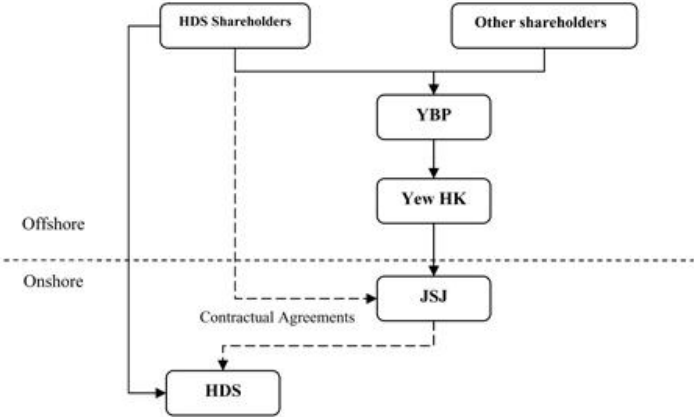 HDS Shareholders
Other shareholders
YBP
Yew HK
Offshore
Onshore
JSJ
Contractual Agreements
HDS